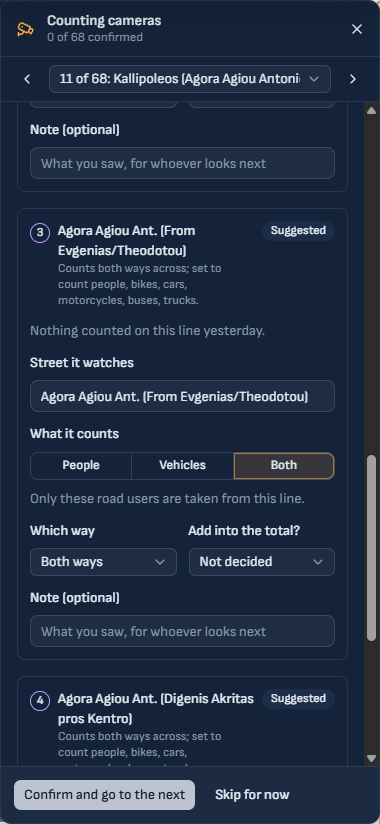 Counting cameras
0 of 68 confirmed
11 of 68: Kallipoleos (Agora Agiou Antoni
Note (optional)
What you saw, for whoever looks next
3
Agora Agiou Ant. (From
Evgenias/Theodotou)
Suggested
Counts both ways across; set to
count people, bikes, cars,
motorcycles, buses, trucks.
Nothing counted on this line yesterday.
Street it watches
Agora Agiou Ant. (From Evgenias/Theodotou)
What it counts
People Vehicles Both
Only these road users are taken from this line.
Which way Add into the total?
Both ways Not decided
Note (optional)
What you saw, for whoever looks next
4
Agora Agiou Ant. (Digenis Akritas
pros Kentro)
Suggested
Counts both ways across; set to
count people, bikes, cars,
Confirm and go to the next Skip for now